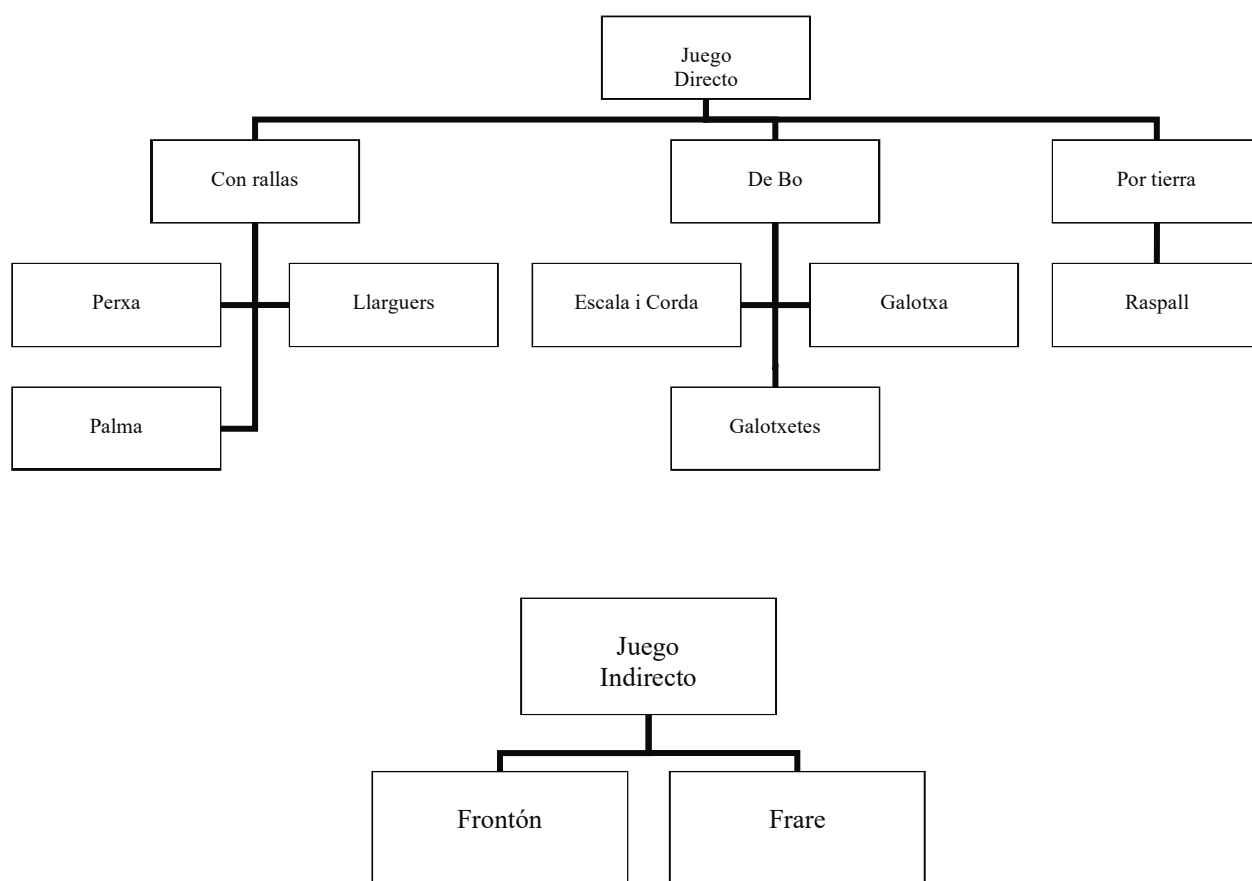 Juego
Directo
Con rallas
De Bo
Por tierra
Perxa
Llarguers
Escala i Corda
Galotxa
Raspall
Palma
Galotxetes
Juego
Indirecto
Frontón
Frare